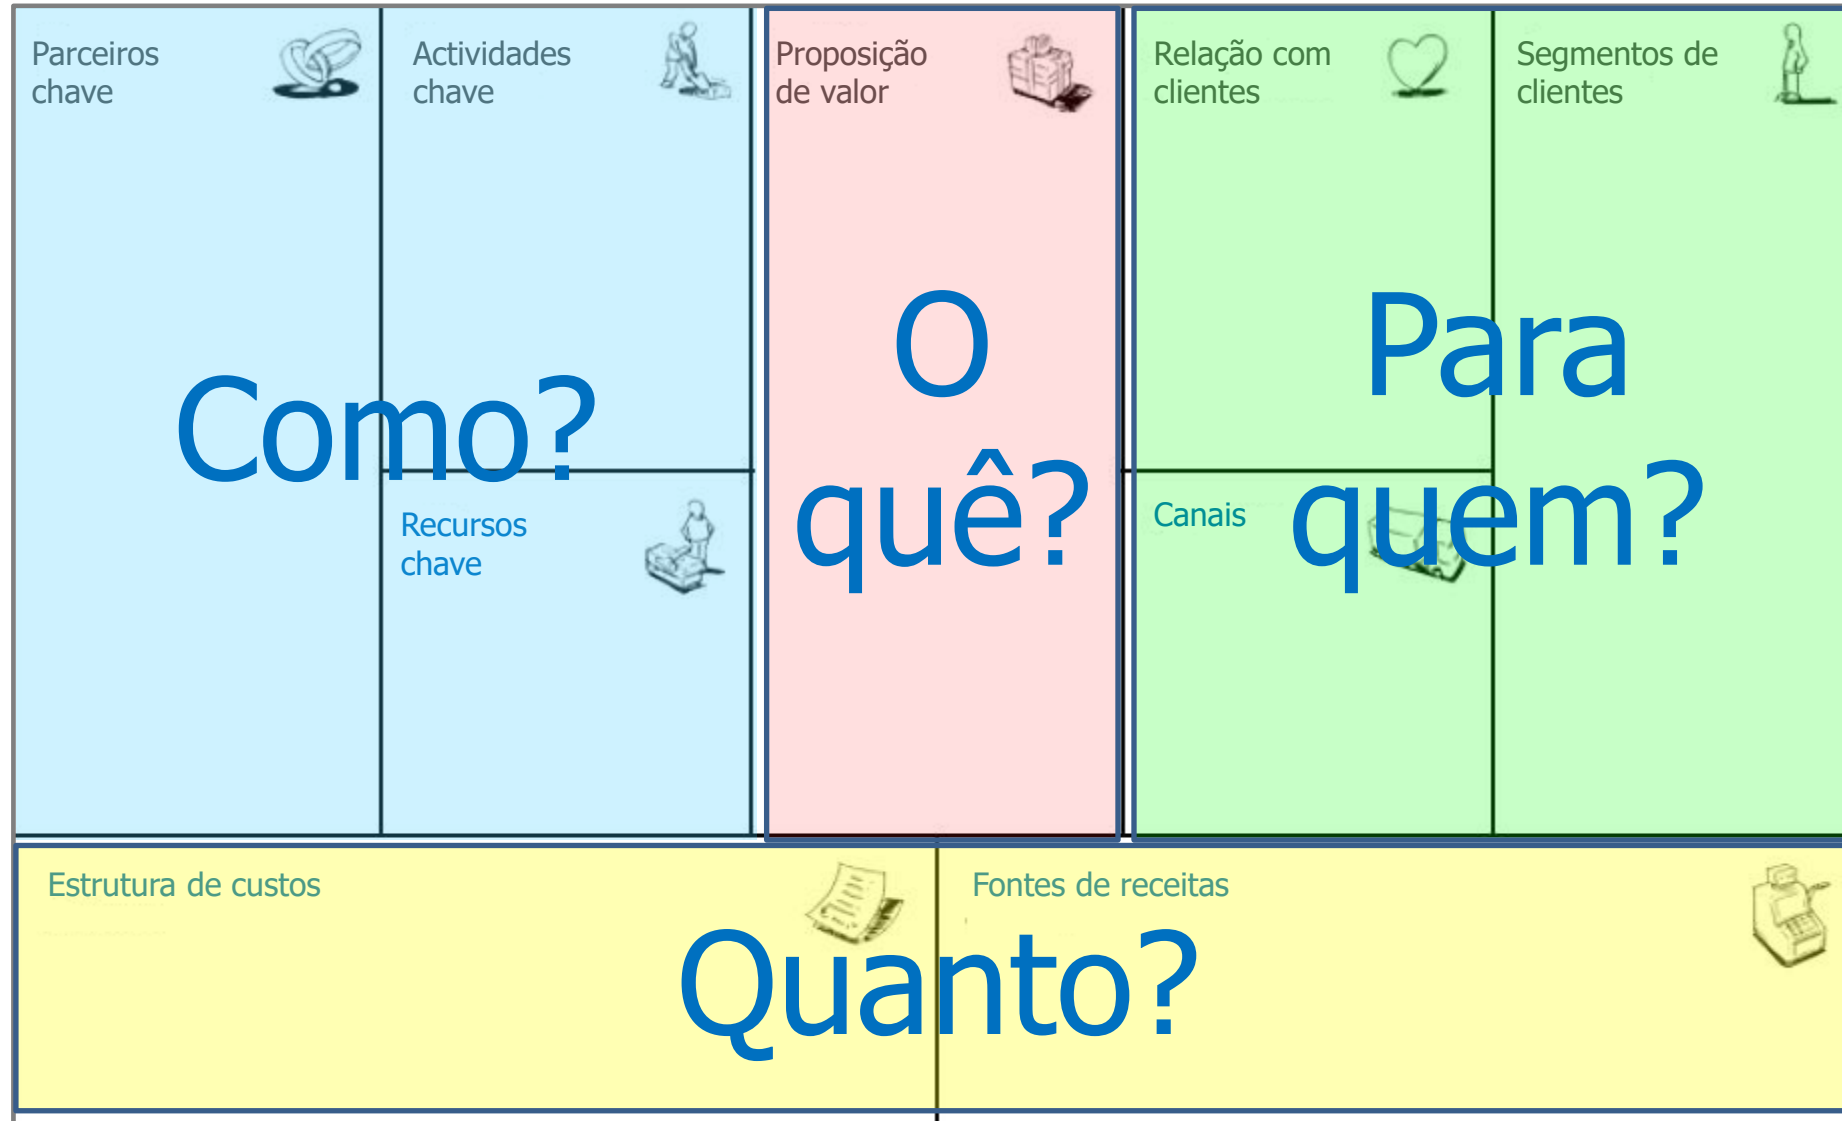 Parceiros
chave
Actividades
chave
Recursos
chave
Como?
Proposição
de valor
O
quê?
Relação com
clientes
Segmentos de
clientes
Canais
Para
quem?
Estrutura de custos
Fontes de receitas
Quanto?